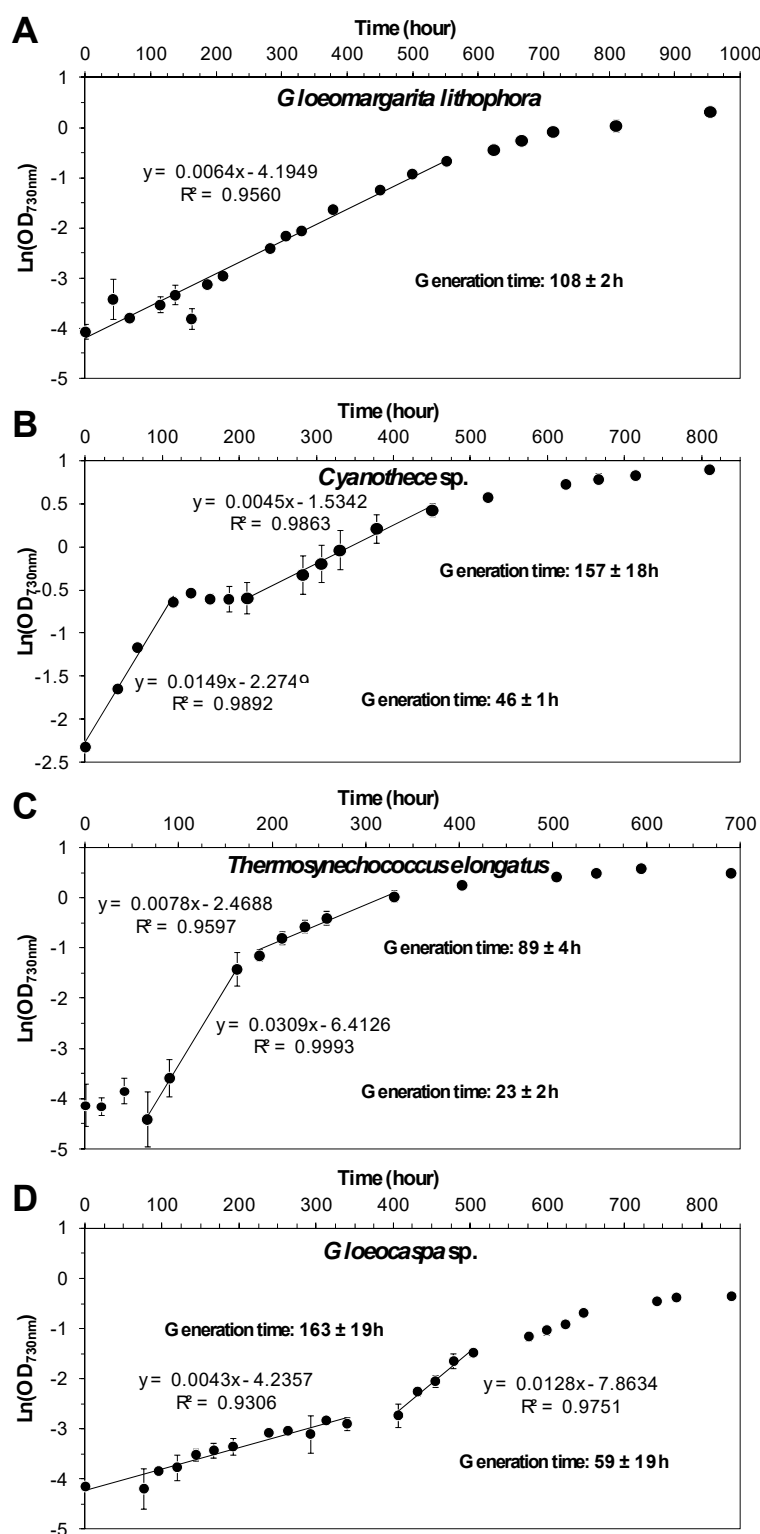 A
Time (hour)
0 100 200 300 400 500 600 700 800 900 1000
Gloeomargarita lithophora
y = 0.0064x - 4.1949
R² = 0.9560
Generation time: 108 ± 2h
Ln(OD730nm)
1
0
-1
-2
-3
-4
-5
B
Time (hour)
0 100 200 300 400 500 600 700 800
Cyanothece sp.
y = 0.0045x - 1.5342
R² = 0.9863
Generation time: 157 ± 18h
y = 0.0149x - 2.2749
R² = 0.9892
Generation time: 46 ± 1h
Ln(OD730nm)
1
0.5
0
-0.5
-1
-1.5
-2
-2.5
C
Time (hour)
0 100 200 300 400 500 600 700
Thermosynechococcus elongatus
y = 0.0078x - 2.4688
R² = 0.9597
Generation time: 89 ± 4h
y = 0.0309x - 6.4126
R² = 0.9993
Generation time: 23 ± 2h
Ln(OD730nm)
1
0
-1
-2
-3
-4
-5
D
Time (hour)
0 100 200 300 400 500 600 700 800
Gloeocaspa sp.
Generation time: 163 ± 19h
y = 0.0043x - 4.2357
R² = 0.9306
y = 0.0128x - 7.8634
R² = 0.9751
Generation time: 59 ± 19h
Ln(OD730nm)
1
0
-1
-2
-3
-4
-5